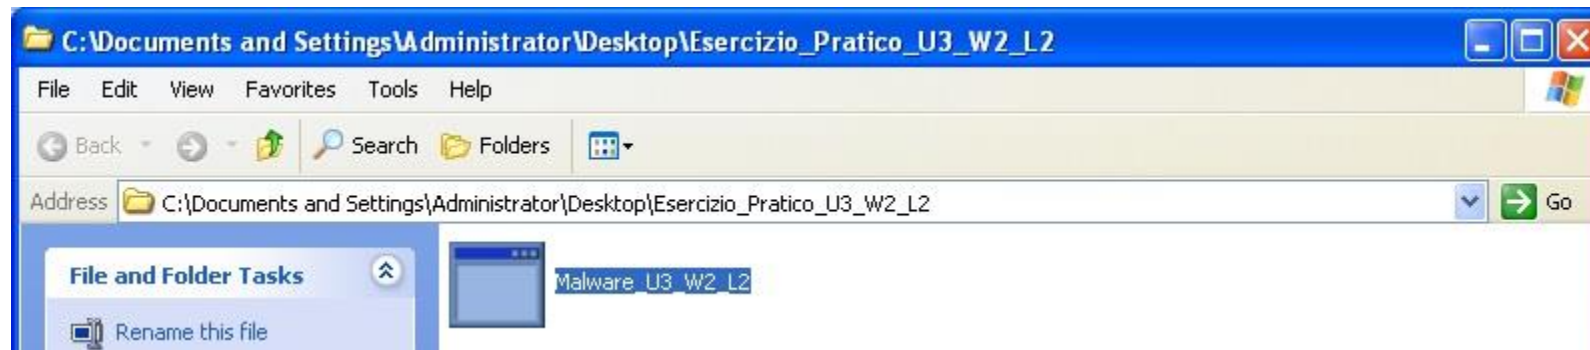 C:\Documents and Settings\Administrator\Desktop\Esercizio_Pratico_U3_W2_L2
File Edit View Favorites Tools Help
Back Search Folders
Address C:\Documents and Settings\Administrator\Desktop\Esercizio_Pratico_U3_W2_L2 Go
File and Folder Tasks
Malware_U3_W2_L2
Rename this file